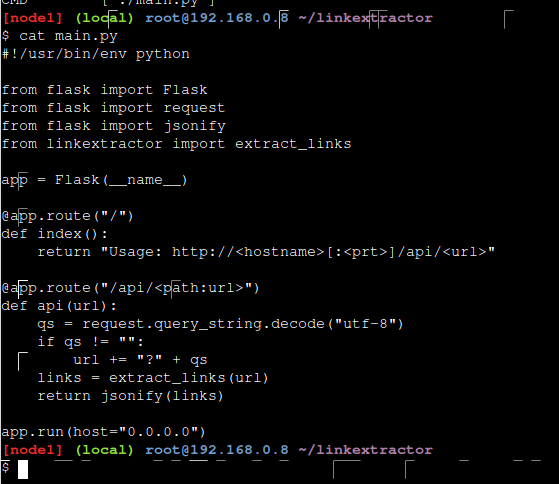 CMD      [ "./main.py" ]
[node1] (local) root@192.168.0.8 ~/linkextractor
$ cat main.py
#!/usr/bin/env python

from flask import Flask
from flask import request
from flask import jsonify
from linkextractor import extract_links

app = Flask(__name__)

@app.route("/")
def index():
    return "Usage: http://<hostname>[:<prt>]/api/<url>"

@app.route("/api/<path:url>")
def api(url):
    qs = request.query_string.decode("utf-8")
    if qs != "":
        url += "?" + qs
    links = extract_links(url)
    return jsonify(links)

app.run(host="0.0.0.0")
[node1] (local) root@192.168.0.8 ~/linkextractor
$